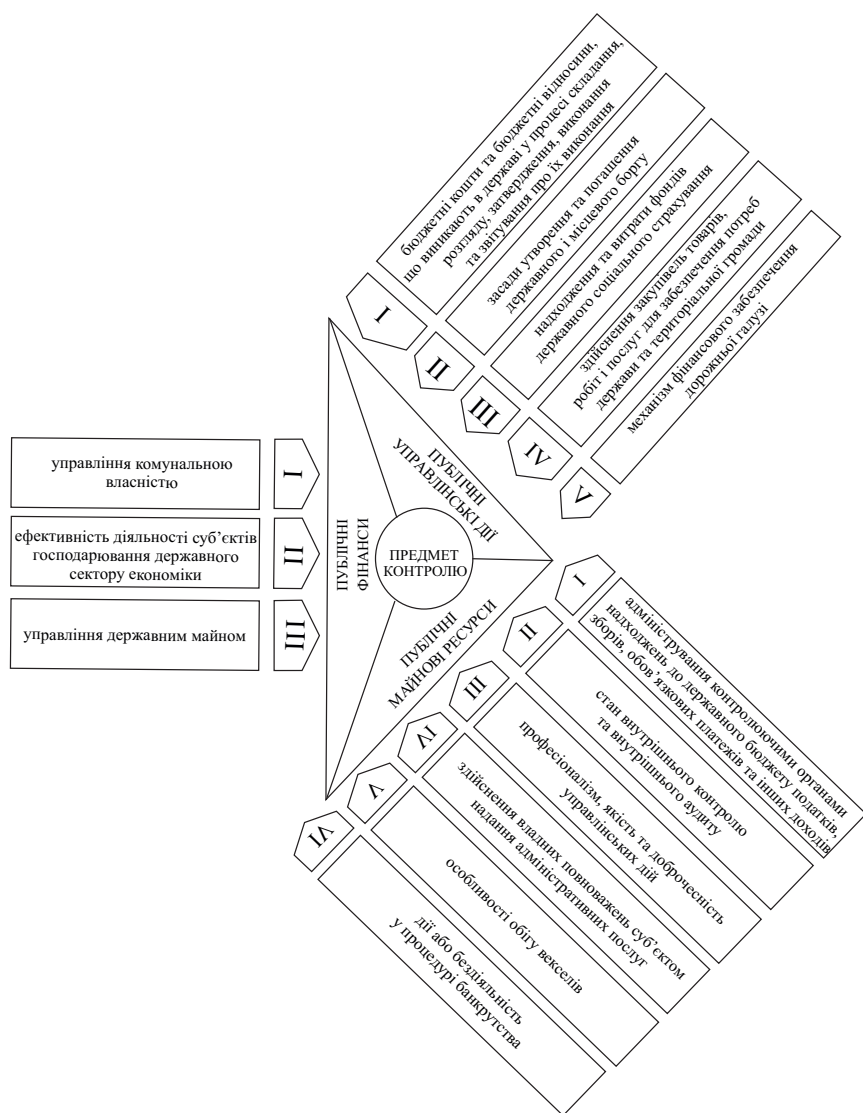 бюджетні кошти та бюджетні відносини,
що виникають в державі у процесі складання,
розгляду, затвердження, виконання
та звітування про їх виконання
засади утворення та погашення
державного і місцевого боргу
надходження та витрати фондів
державного соціального страхування
здійснення закупівель товарів,
робіт і послуг для забезпечення потреб
держави та територіальної громади
механізм фінансового забезпечення
дорожньої галузі
I
II
III
IV
V
управління комунальною
власністю
ефективність діяльності суб’єктів
господарювання державного
сектору економіки
управління державним майном
I
II
III
ПУБЛІЧНІ
ФІНАНСИ
ПУБЛІЧНІ
УПРАВЛІНСЬКІ ДІЇ
ПРЕДМЕТ
КОНТРОЛЮ
ПУБЛІЧНІ
МАЙНОВІ РЕСУРСИ
I
II
III
IV
V
VI
адміністрування контролюючими органами
надходжень до державного бюджету податків,
зборів, обов’язкових платежів та інших доходів
стан внутрішнього контролю
та внутрішнього аудиту
професіоналізм, якість та доброчесність
управлінських дій
здійснення владних повноважень суб’єктом
надання адміністративних послуг
особливості обігу векселів
дії або бездіяльність
у процедурі банкрутства